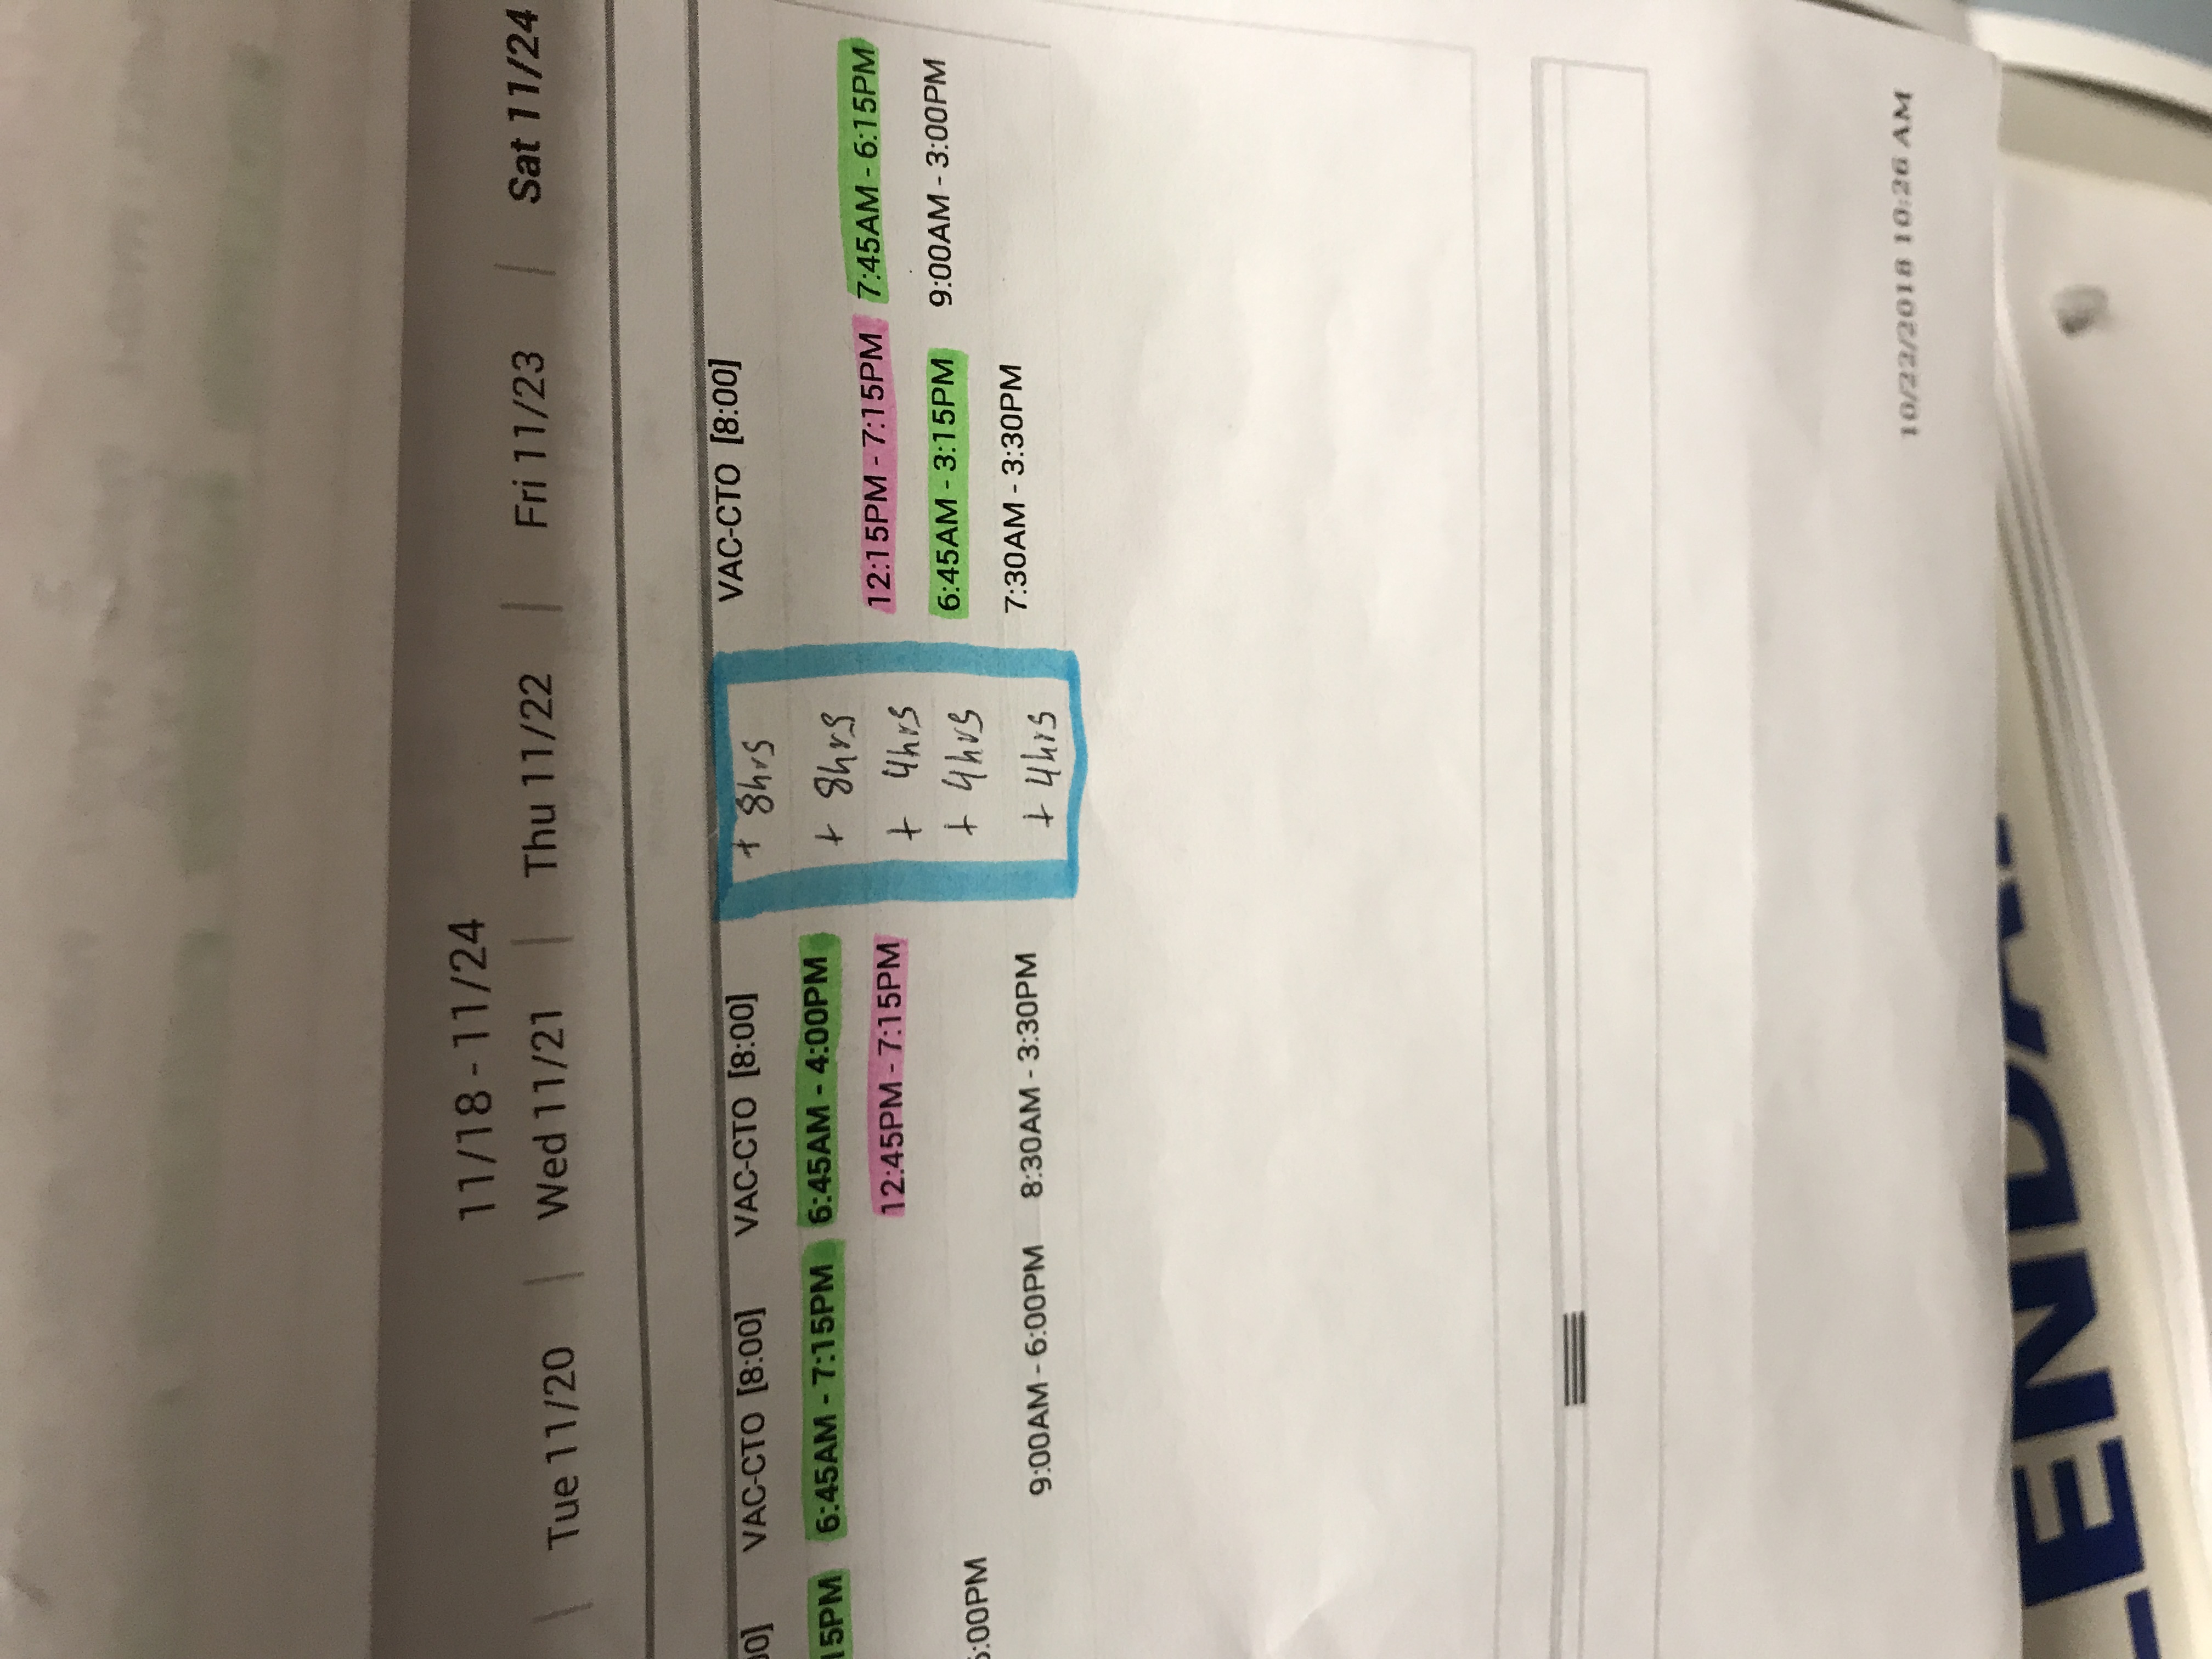 11/18 - 11/24
Tue 11/20 Wed 11/21 Thu 11/22 Fri 11/23 Sat 11/24
00] VAC-CTO [8:00] VAC-CTO [8:00] + 8hrs VAC-CTO [8:00]
15PM 6:45AM - 7:15PM 6:45AM - 4:00PM + 8hrs
12:45PM - 7:15PM + 4hrs 12:15PM - 7:15PM 7:45AM - 6:15PM
:00PM + 4hrs 6:45AM - 3:15PM 9:00AM - 3:00PM
9:00AM - 6:00PM 8:30AM - 3:30PM + 4hrs 7:30AM - 3:30PM
10/22/2018 10:26 AM
LENDA